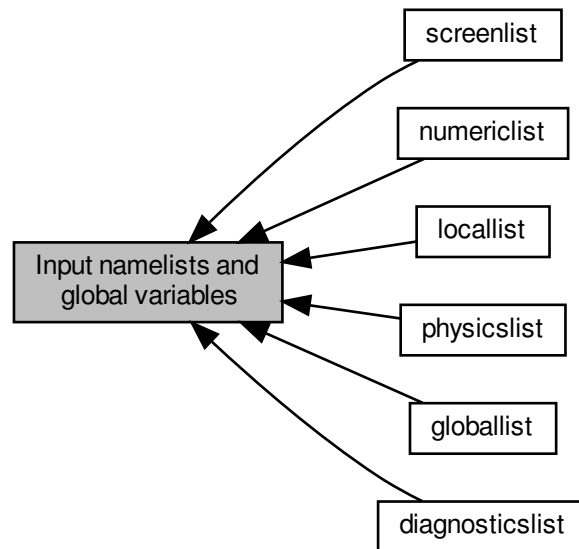 screenlist
numericlist
locallist
Input namelists and
global variables
physicslist
globallist
diagnosticslist